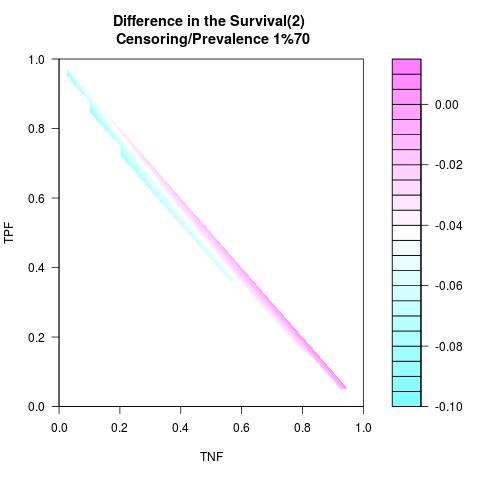 Difference in the Survival(2)
Censoring/Prevalence 1%70
TPF
1.0
0.8
0.6
0.4
0.2
0.0
0.0 0.2 0.4 0.6 0.8 1.0
TNF
0.00
-0.02
-0.04
-0.06
-0.08
-0.10